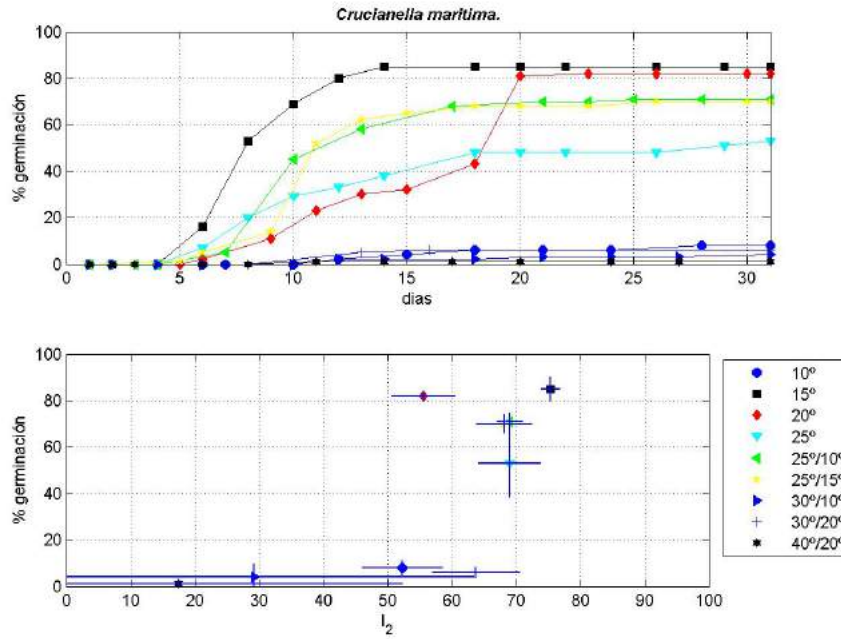 Crucianella maritima.
100
80
60
40
20
0
% germinación
0 5 10 15 20 25 30
dias
100
80
60
40
20
0
% germinación
0 10 20 30 40 50 60 70 80 90 100
I2
10º
15º
20º
25º
25º/10º
25º/15º
30º/10º
30º/20º
40º/20º